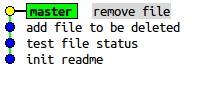 master remove file
add file to be deleted
test file status
init readme